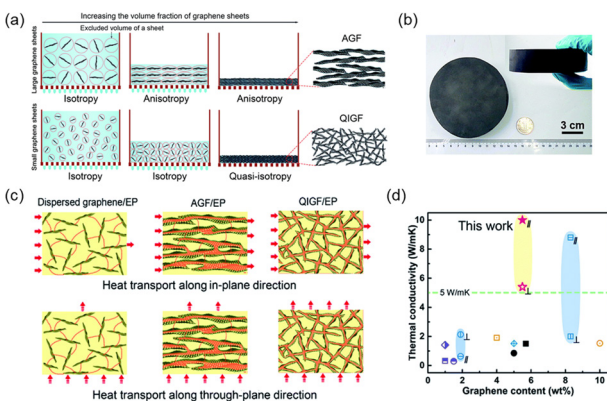 (a)
Increasing the volume fraction of graphene sheets
Excluded volume of a sheet
Large graphene sheets
Isotropy
Anisotropy
Anisotropy
AGF
Small graphene sheets
Isotropy
Isotropy
Quasi-isotropy
QIGF
(b)
3 cm
(c)
Dispersed graphene/EP
AGF/EP
QIGF/EP
Heat transport along in-plane direction
Heat transport along through-plane direction
(d)
Thermal conductivity (W/mK)
10
8
6
4
2
0
This work
5 W/mK
//
⊥
⊥
//
//
⊥
0
2
4
6
8
10
Graphene content (wt%)